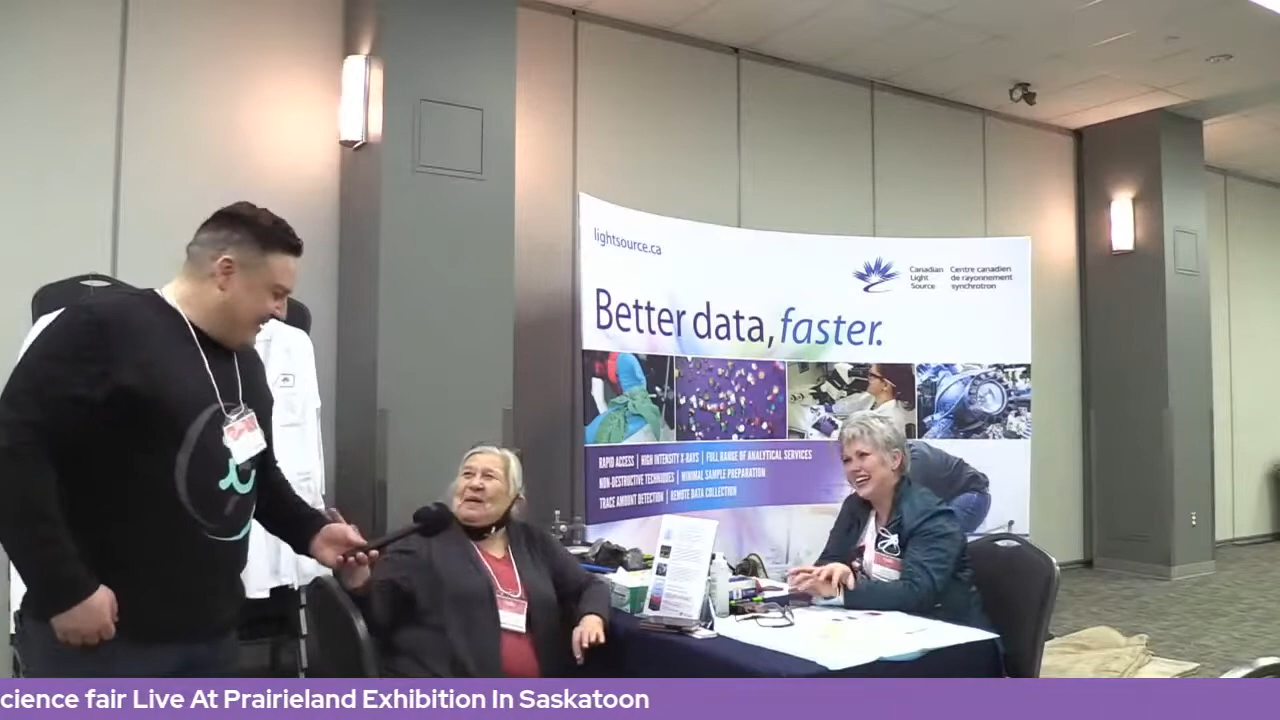 lightsource.ca
Canadian
Light
Source
Centre canadien
de rayonnement
synchrotron
Better data, faster.
RAPID ACCESS | HIGH INTENSITY X-RAYS | FULL RANGE OF ANALYTICAL SERVICES
NON-DESTRUCTIVE TECHNIQUES | MINIMAL SAMPLE PREPARATION
TRACE AMOUNT DETECTION | REMOTE DATA COLLECTION
cience fair Live At Prairieland Exhibition In Saskatoon